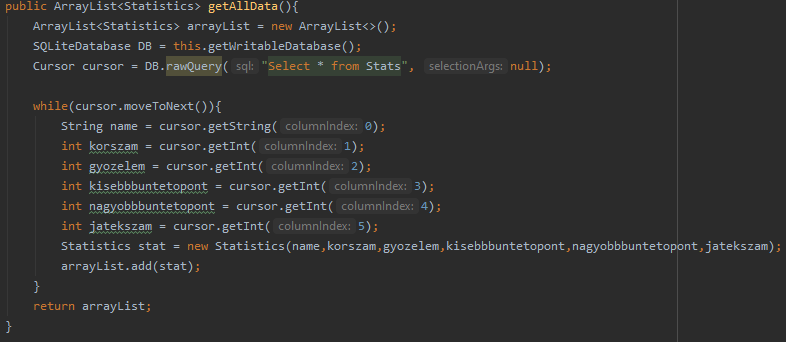 public ArrayList<Statistics> getAllData(){
    ArrayList<Statistics> arrayList = new ArrayList<>();
    SQLiteDatabase DB = this.getWritableDatabase();
    Cursor cursor = DB.rawQuery( sql: "Select * from Stats", selectionArgs: null);

    while(cursor.moveToNext()){
        String name = cursor.getString( columnIndex: 0);
        int korszam = cursor.getInt( columnIndex: 1);
        int gyozelem = cursor.getInt( columnIndex: 2);
        int kisebbbuntetopont = cursor.getInt( columnIndex: 3);
        int nagyobbbuntetopont = cursor.getInt( columnIndex: 4);
        int jatekszam = cursor.getInt( columnIndex: 5);
        Statistics stat = new Statistics(name,korszam,gyozelem,kisebbbuntetopont,nagyobbbuntetopont,jatekszam);
        arrayList.add(stat);
    }
    return arrayList;
}